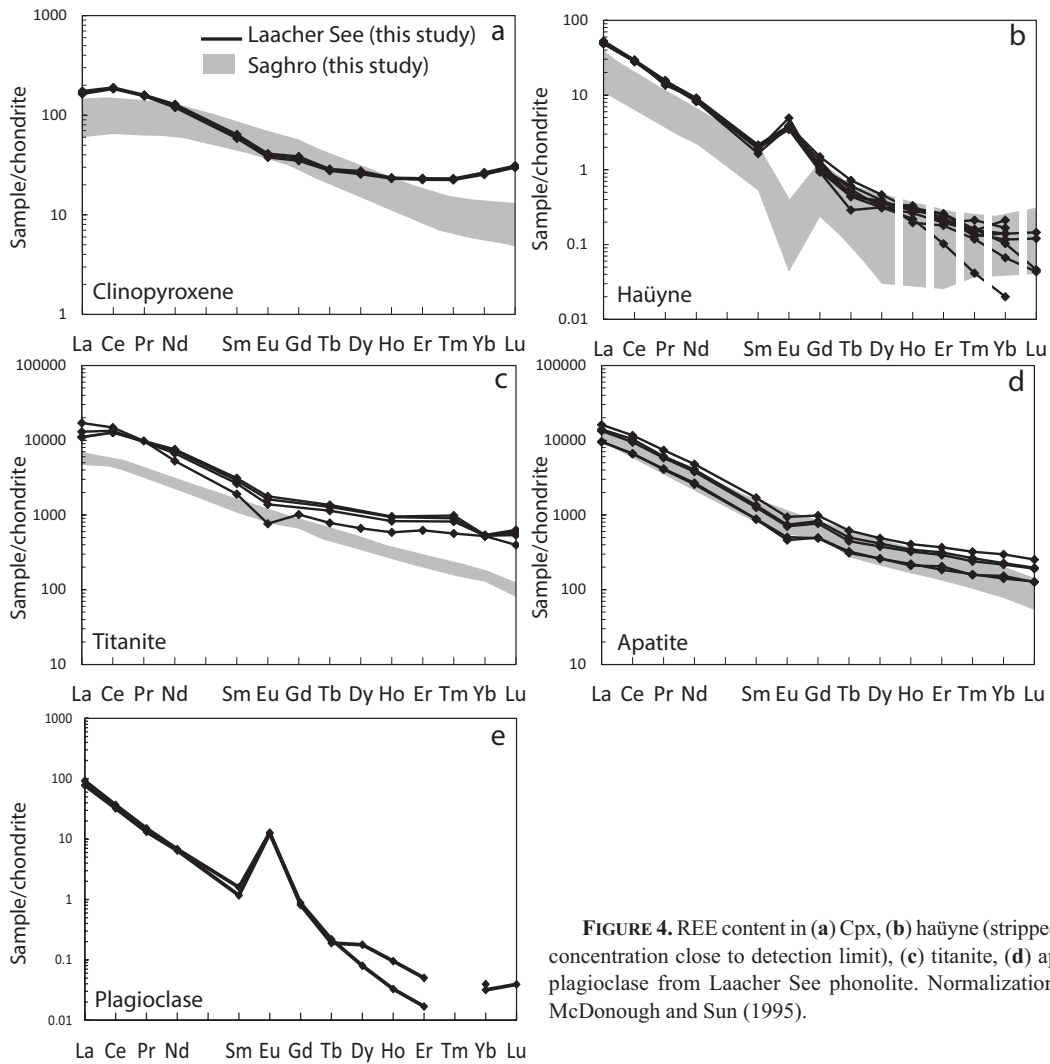 1000
100
10
1
Sample/chondrite
Laacher See (this study)
Saghro (this study)
a
Clinopyroxene
La Ce Pr Nd Sm Eu Gd Tb Dy Ho Er Tm Yb Lu
100
10
1
0.1
0.01
Sample/chondrite
b
Haüyne
La Ce Pr Nd Sm Eu Gd Tb Dy Ho Er Tm Yb Lu
100000
10000
1000
100
10
Sample/chondrite
c
Titanite
La Ce Pr Nd Sm Eu Gd Tb Dy Ho Er Tm Yb Lu
100000
10000
1000
100
10
Sample/chondrite
d
Apatite
La Ce Pr Nd Sm Eu Gd Tb Dy Ho Er Tm Yb Lu
1000
100
10
1
0.1
0.01
Sample/chondrite
e
Plagioclase
La Ce Pr Nd Sm Eu Gd Tb Dy Ho Er Tm Yb Lu
FIGURE 4. REE content in (a) Cpx, (b) haüyne (strippe
concentration close to detection limit), (c) titanite, (d) ap
plagioclase from Laacher See phonolite. Normalization
McDonough and Sun (1995).